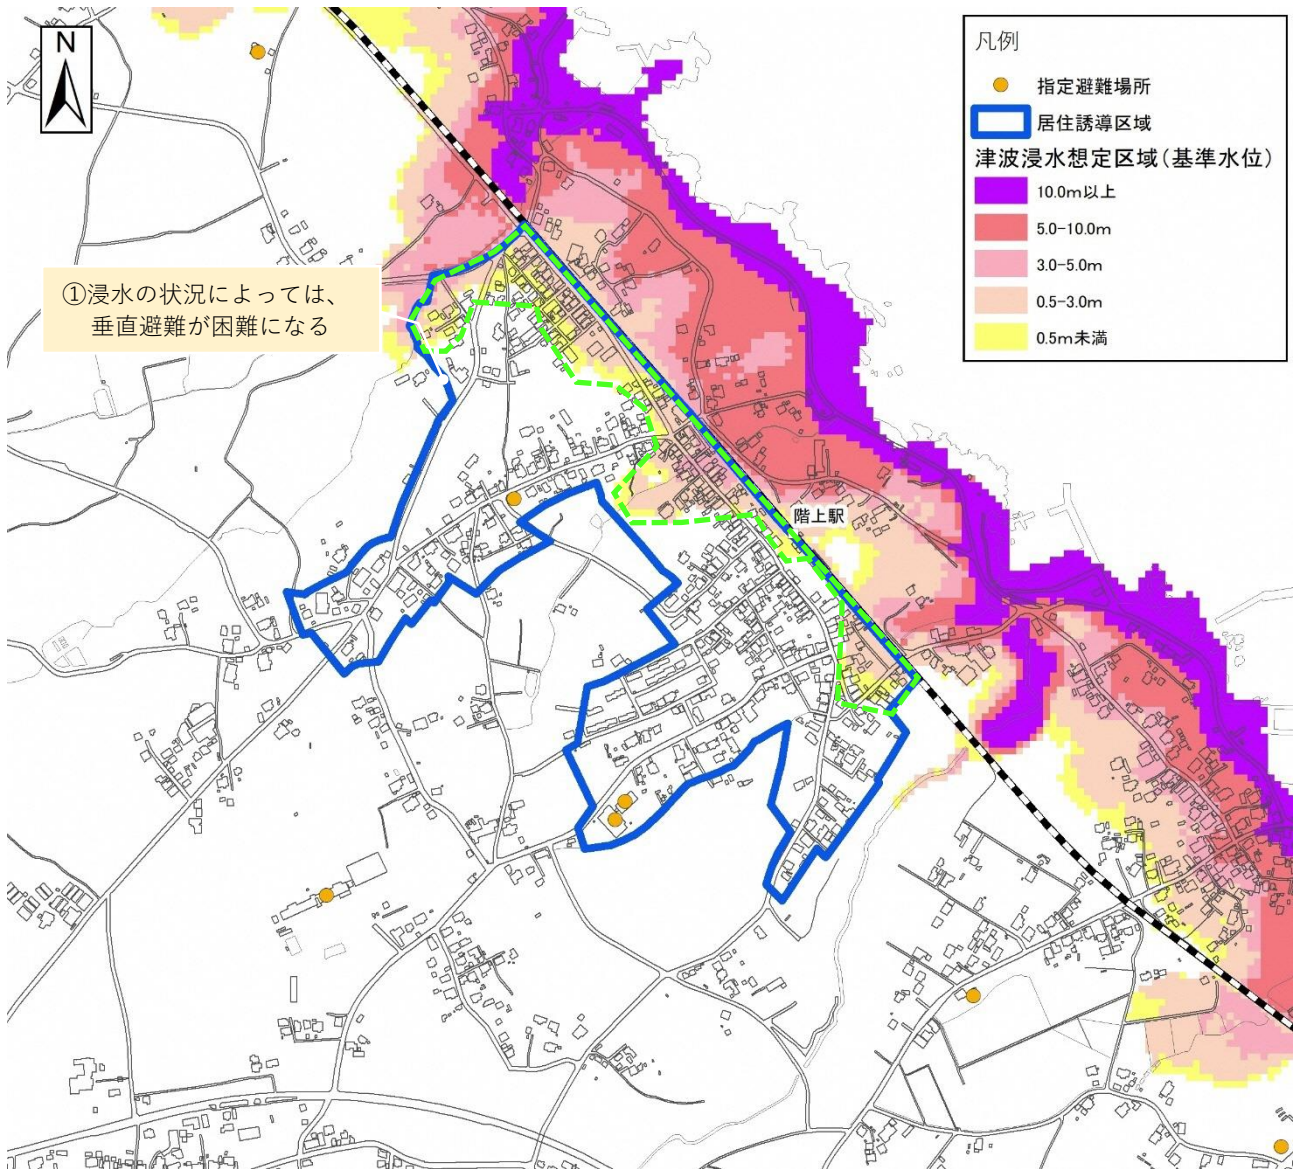 N
凡例
指定避難場所
居住誘導区域
津波浸水想定区域(基準水位)
10.0m以上
5.0-10.0m
3.0-5.0m
0.5-3.0m
0.5m未満
①浸水の状況によっては、
垂直避難が困難になる
階上駅